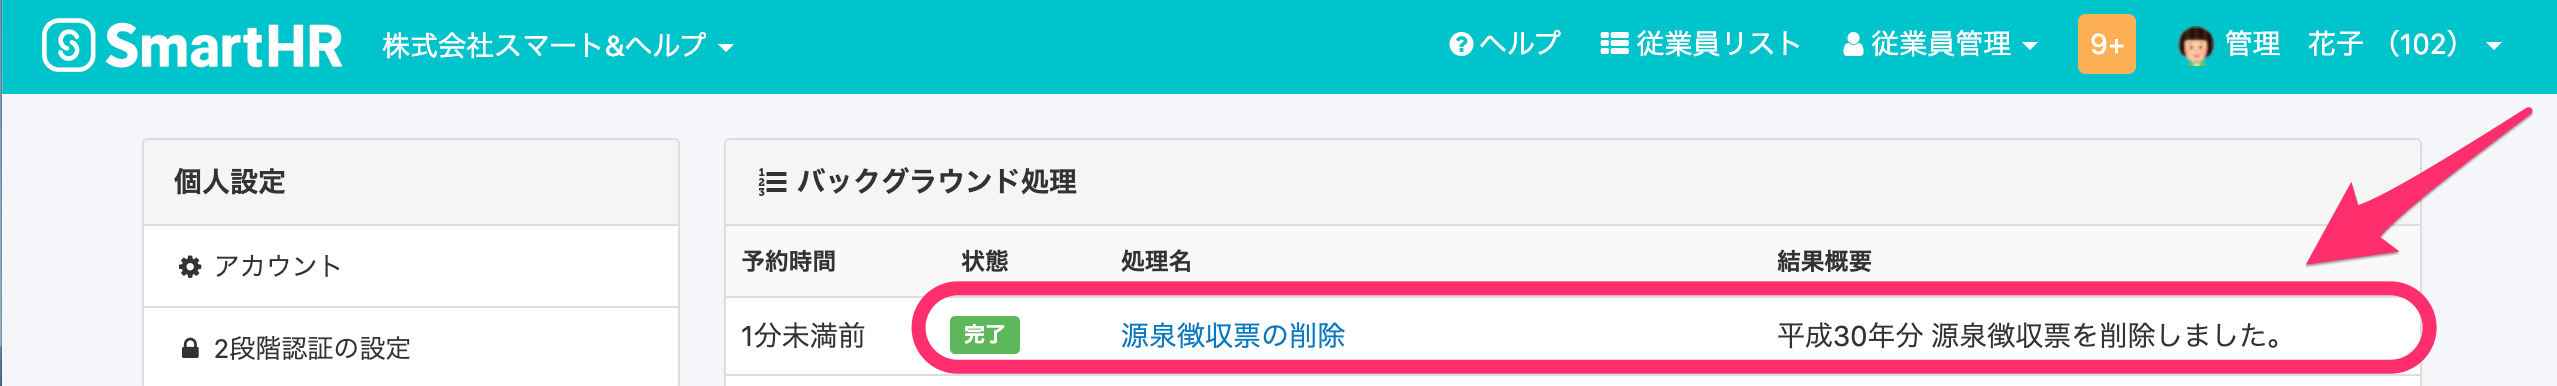 SmartHR 株式会社スマート&ヘルプ ヘルプ 従業員リスト 従業員管理 9+ 管理 花子 （102）
個人設定
アカウント
2段階認証の設定
バックグラウンド処理
予約時間 状態 処理名 結果概要
1分未満前 完了 源泉徴収票の削除 平成30年分 源泉徴収票を削除しました。